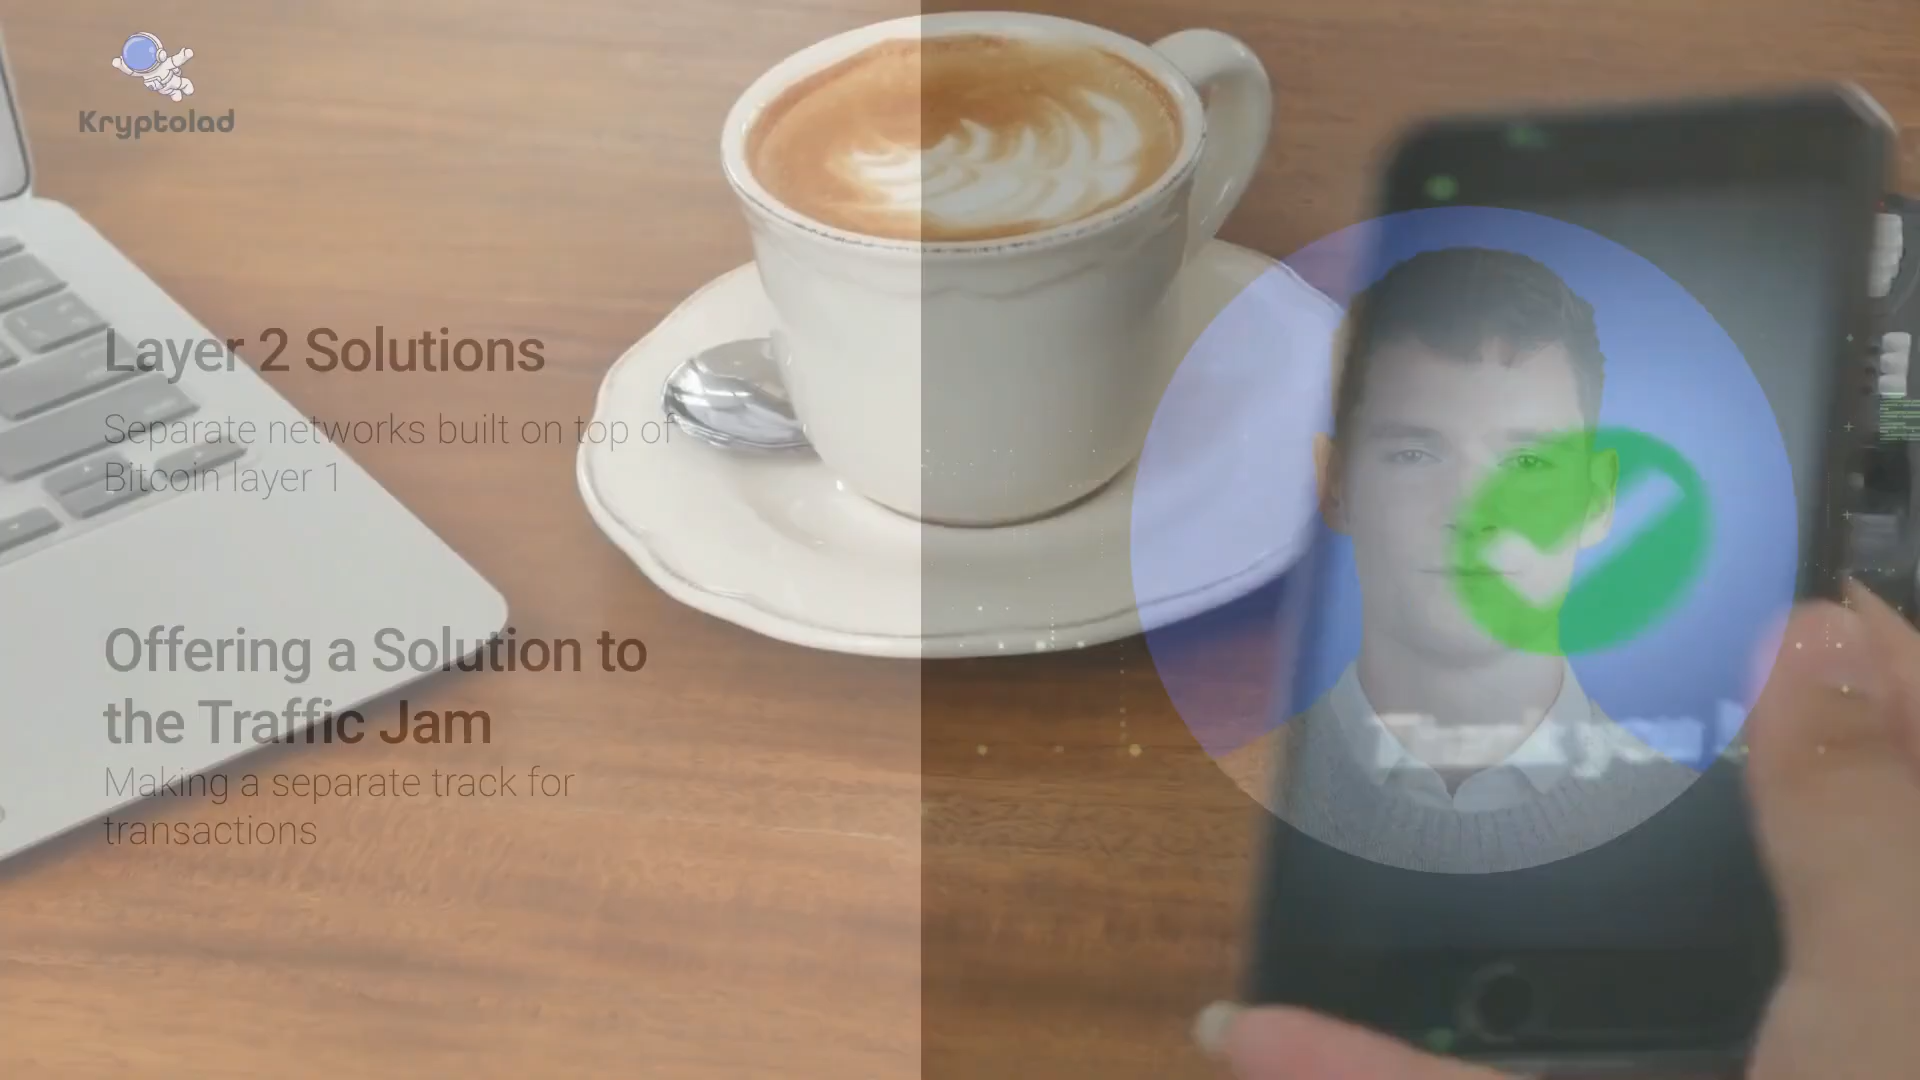 Kryptolad
Layer 2 Solutions
Separate networks built on top of
Bitcoin layer 1
Offering a Solution to
the Traffic Jam
Making a separate track for
transactions